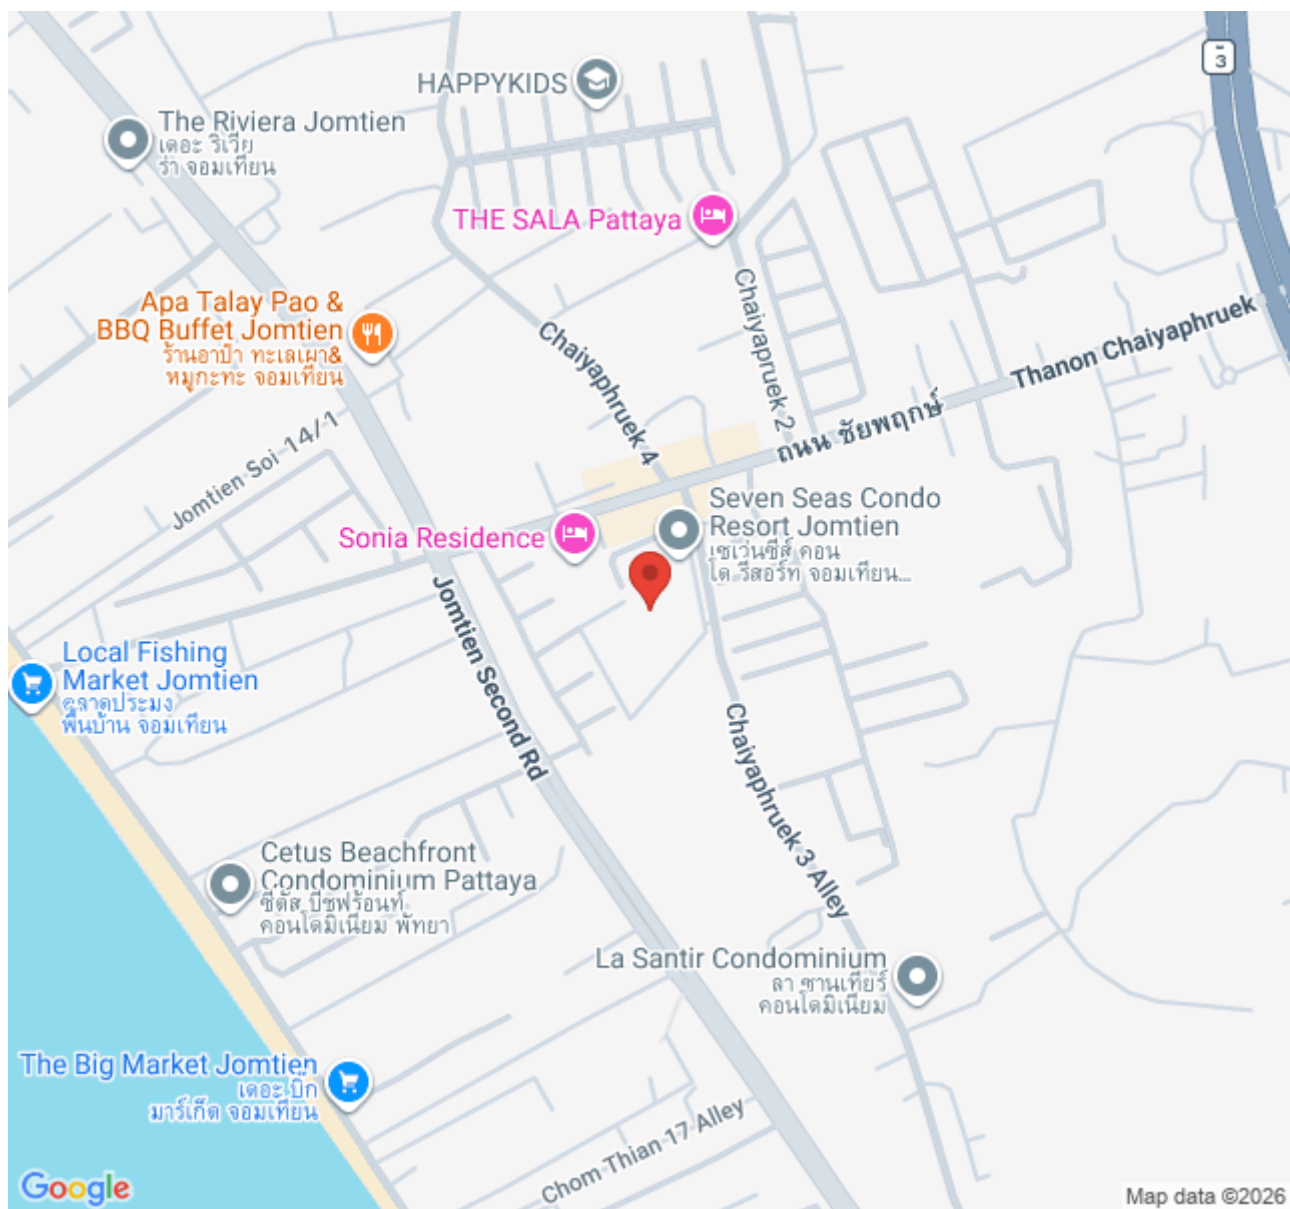 3
HAPPYKIDS
The Riviera Jomtien
เดอะ ริเวีย
ร่า จอมเทียน
THE SALA Pattaya
Chaiyapruek 2
Apa Talay Pao &
BBQ Buffet Jomtien
ร้านอาป๋า ทะเลเผา&
หมูกะทะ จอมเทียน
Chaiyaphruek 4
Thanon Chaiyaphruek
ถนน ชัยพฤกษ์
Jomtien Soi 14/1
Seven Seas Condo
Resort Jomtien
เซเว่นซีส์ คอน
โด รีสอร์ท จอมเทียน...
Sonia Residence
Jomtien Second Rd
Local Fishing
Market Jomtien
ตลาดประมง
พื้นบ้าน จอมเทียน
Chaiyaphruek 3 Alley
Cetus Beachfront
Condominium Pattaya
ซีตัส บีชฟร้อนท์
คอนโดมิเนียม พัทยา
La Santir Condominium
ลา ซานเทียร์
คอนโดมิเนียม
The Big Market Jomtien
เดอะ บิ๊ก
มาร์เก็ต จอมเทียน
Chom Thian 17 Alley
Google
Map data ©2026